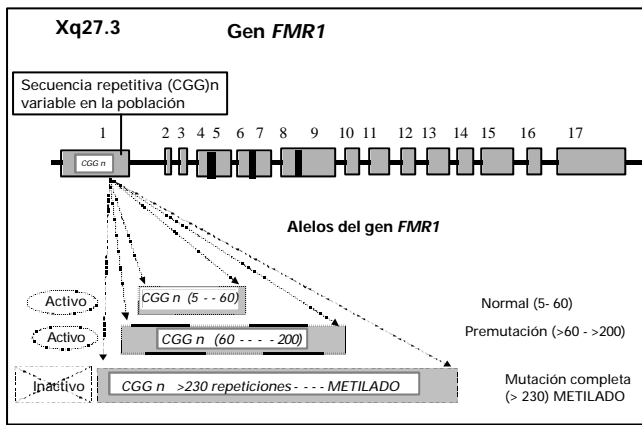 Xq27.3 Gen FMR1
Secuencia repetitiva (CGG)n
variable en la población
1 2 3 4 5 6 7 8 9 10 11 12 13 14 15 16 17
CGG n
Alelos del gen FMR1
Activo CGG n (5 - - 60) Normal (5- 60)
Activo CGG n (60 - - - - 200) Premutación (>60 - >200)
Inactivo CGG n >230 repeticiones - - - - METILADO Mutación completa
(> 230) METILADO